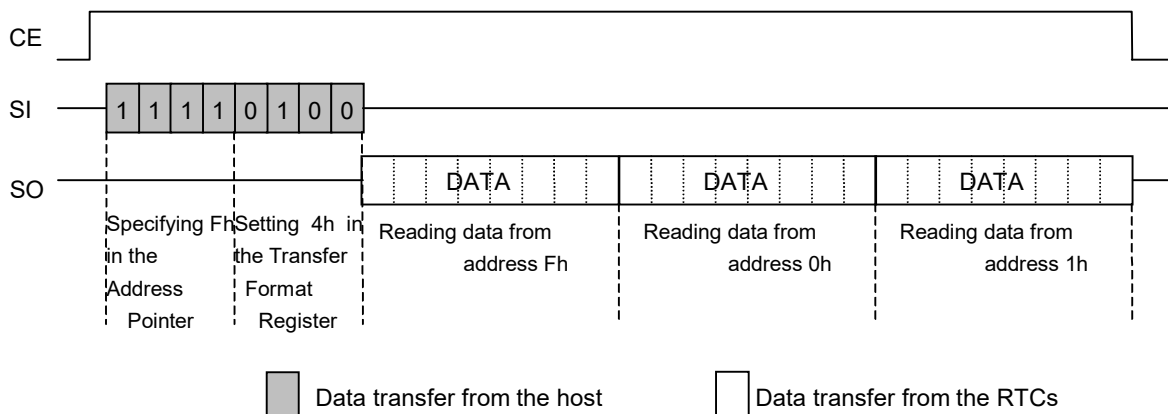 CE
SI
1 1 1 1 0 1 0 0
SO
DATA DATA DATA
Specifying Fh
in the
Address
Pointer
Setting 4h in
the Transfer
Format
Register
Reading data from
address Fh
Reading data from
address 0h
Reading data from
address 1h
Data transfer from the host
Data transfer from the RTCs